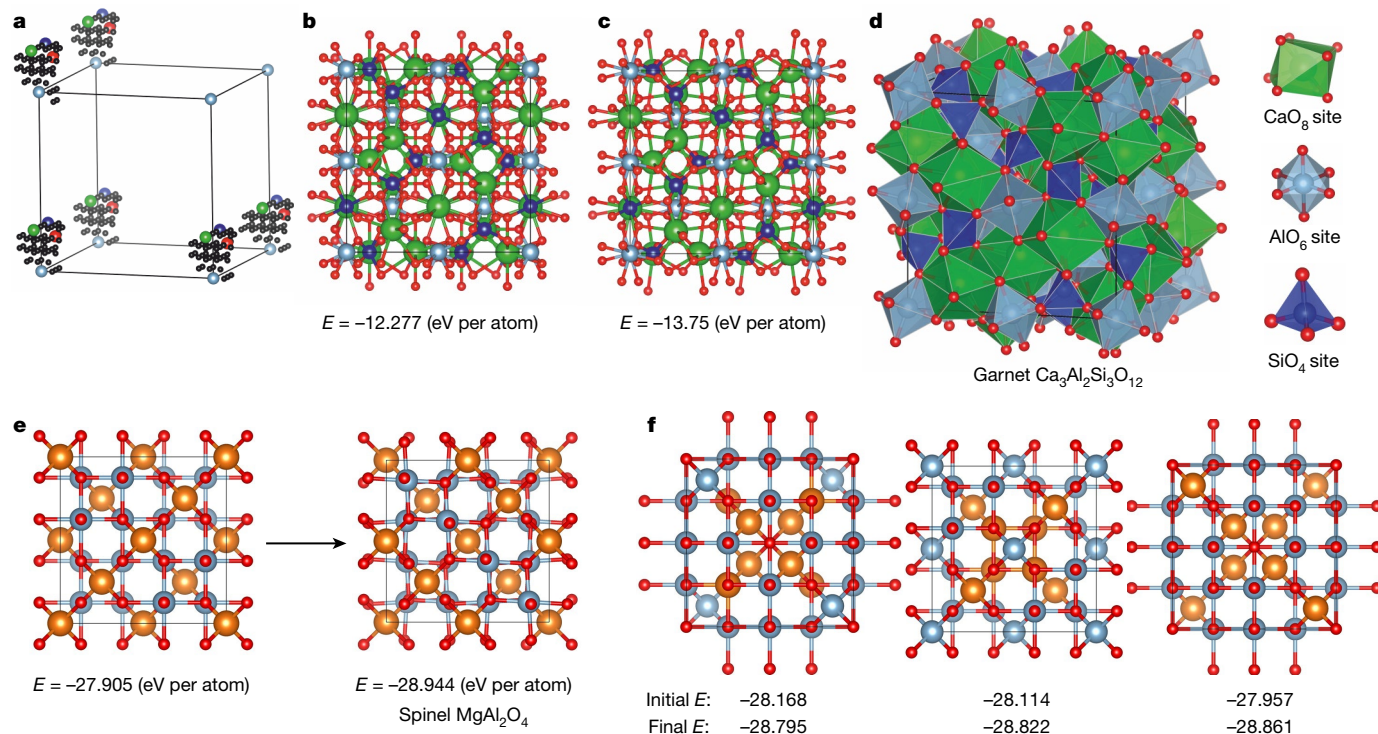 a
b
c
d
E = –12.277 (eV per atom)
E = –13.75 (eV per atom)
Garnet Ca₃Al₂Si₃O₁₂
CaO₈ site
AlO₆ site
SiO₄ site
e
f
E = –27.905 (eV per atom)
E = –28.944 (eV per atom)
Spinel MgAl₂O₄
Initial E: –28.168 –28.114 –27.957
Final E: –28.795 –28.822 –28.861